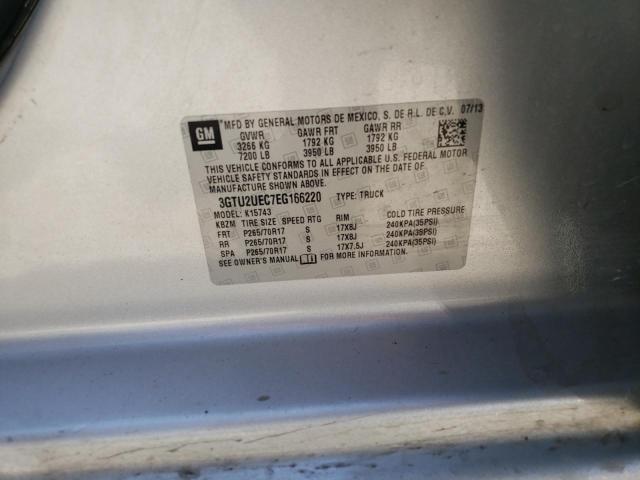 GM
MFD BY GENERAL MOTORS DE MEXICO, S. DE R.L. DE C.V. 07/13
GVWR GAWR FRT GAWR RR
3266 KG 1792 KG 1792 KG
7200 LB 3950 LB 3950 LB
THIS VEHICLE CONFORMS TO ALL APPLICABLE U.S. FEDERAL MOTOR
VEHICLE SAFETY STANDARDS IN EFFECT ON THE DATE OF
MANUFACTURE SHOWN ABOVE.
3GTU2UEC7EG166220 TYPE: TRUCK
MODEL: K15743
KBZM TIRE SIZE SPEED RTG RIM COLD TIRE PRESSURE
FRT P265/70R17 S 17X8J 240KPA(35PSI)
RR P265/70R17 S 17X8J 240KPA(35PSI)
SPA P265/70R17 S 17X7.5J 240KPA(35PSI)
SEE OWNER'S MANUAL FOR MORE INFORMATION.